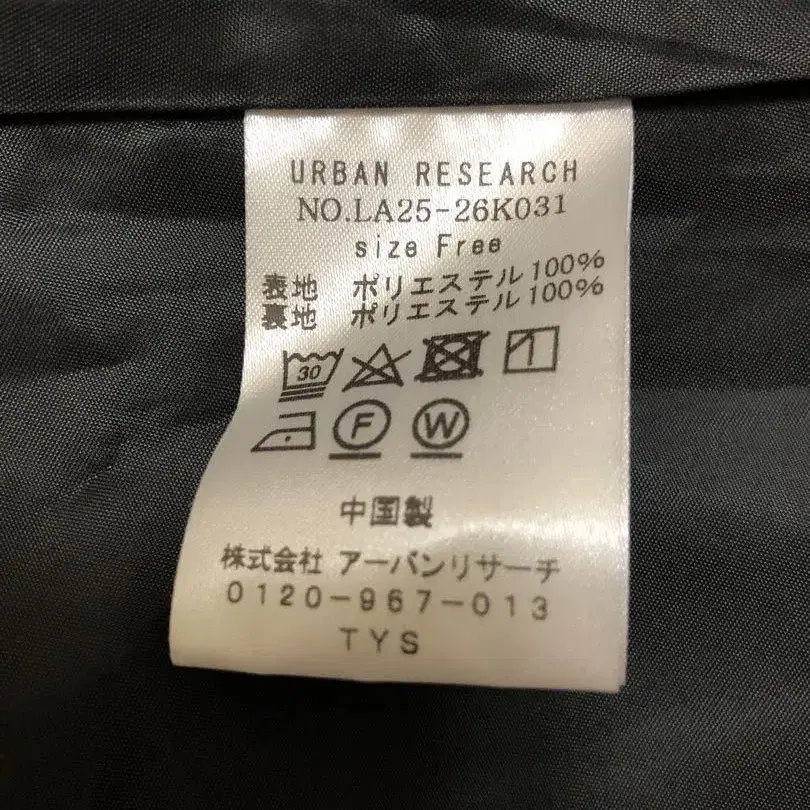 URBAN RESEARCH
NO.LA25-26K031
size Free
表地 ポリエステル100%
裏地 ポリエステル100%
30
F W
中国製
株式会社 アーバンリサーチ
0120-967-013
TYS